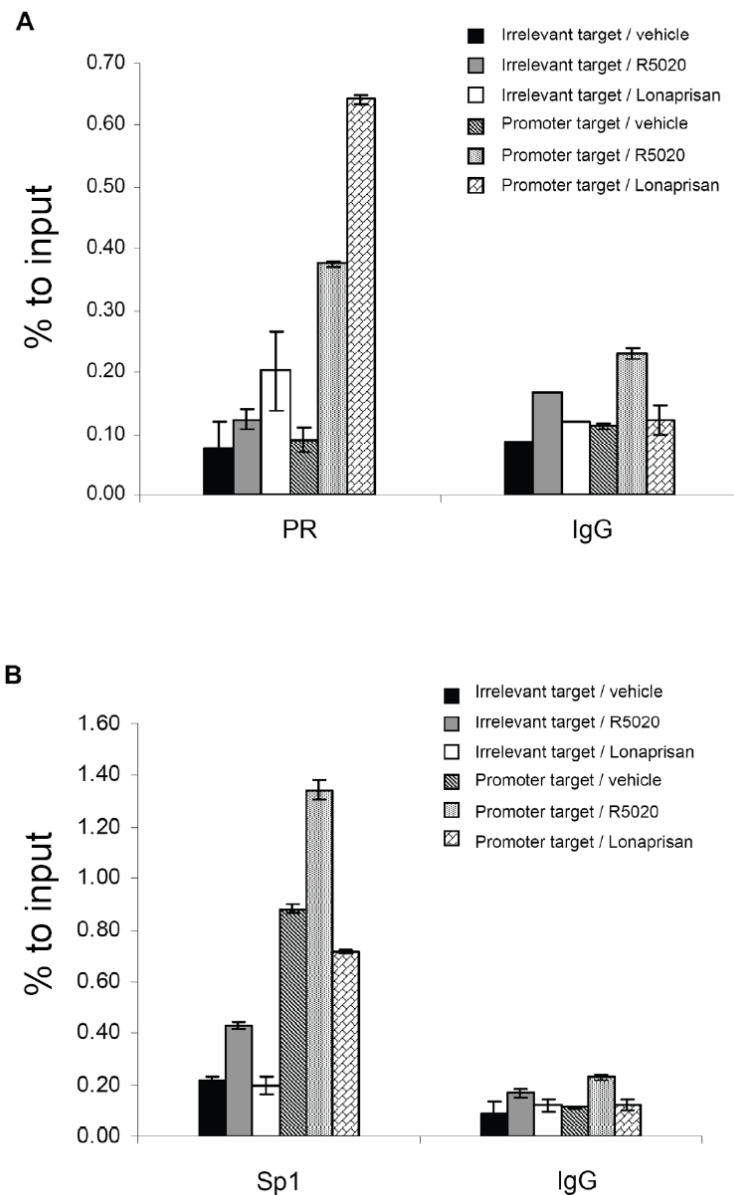 A
Irrelevant target / vehicle
Irrelevant target / R5020
Irrelevant target / Lonaprisan
Promoter target / vehicle
Promoter target / R5020
Promoter target / Lonaprisan
% to input
0.70
0.60
0.50
0.40
0.30
0.20
0.10
0.00
PR
IgG
B
Irrelevant target / vehicle
Irrelevant target / R5020
Irrelevant target / Lonaprisan
Promoter target / vehicle
Promoter target / R5020
Promoter target / Lonaprisan
% to input
1.60
1.40
1.20
1.00
0.80
0.60
0.40
0.20
0.00
Sp1
IgG